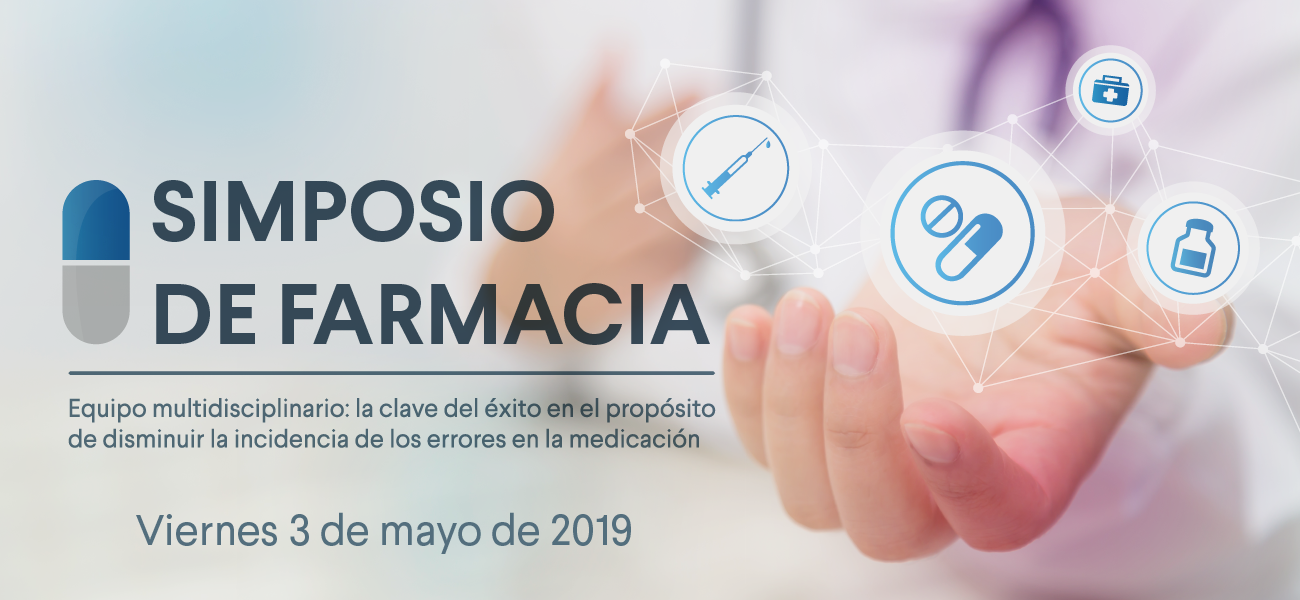 SIMPOSIO
DE FARMACIA
Equipo multidisciplinario: la clave del éxito en el propósito
de disminuir la incidencia de los errores en la medicación
Viernes 3 de mayo de 2019